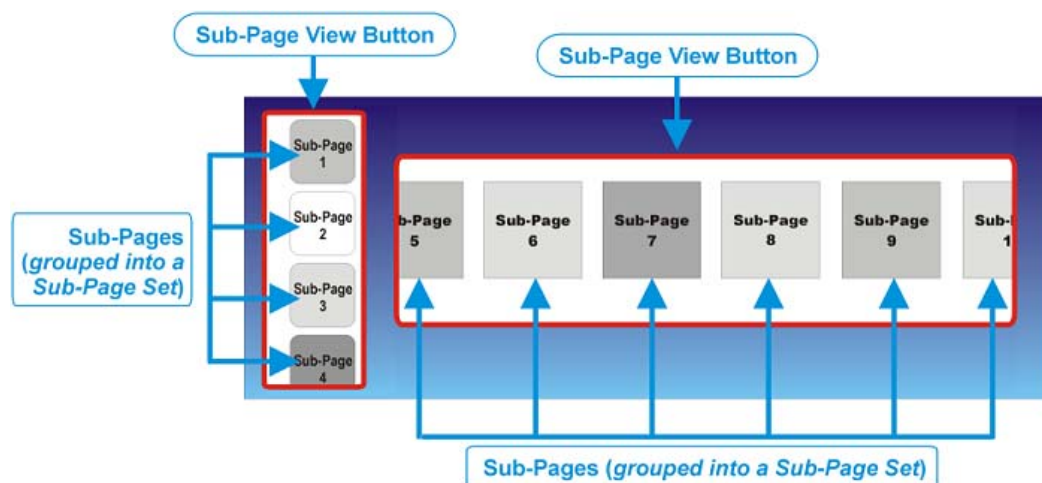 Sub-Page View Button
Sub-Page View Button
Sub-Page
1
Sub-Page
2
Sub-Page
3
Sub-Page
4
Sub-Pages
(grouped into a
Sub-Page Set)
b-Page
5
Sub-Page
6
Sub-Page
7
Sub-Page
8
Sub-Page
9
Sub-
1
Sub-Pages (grouped into a Sub-Page Set)